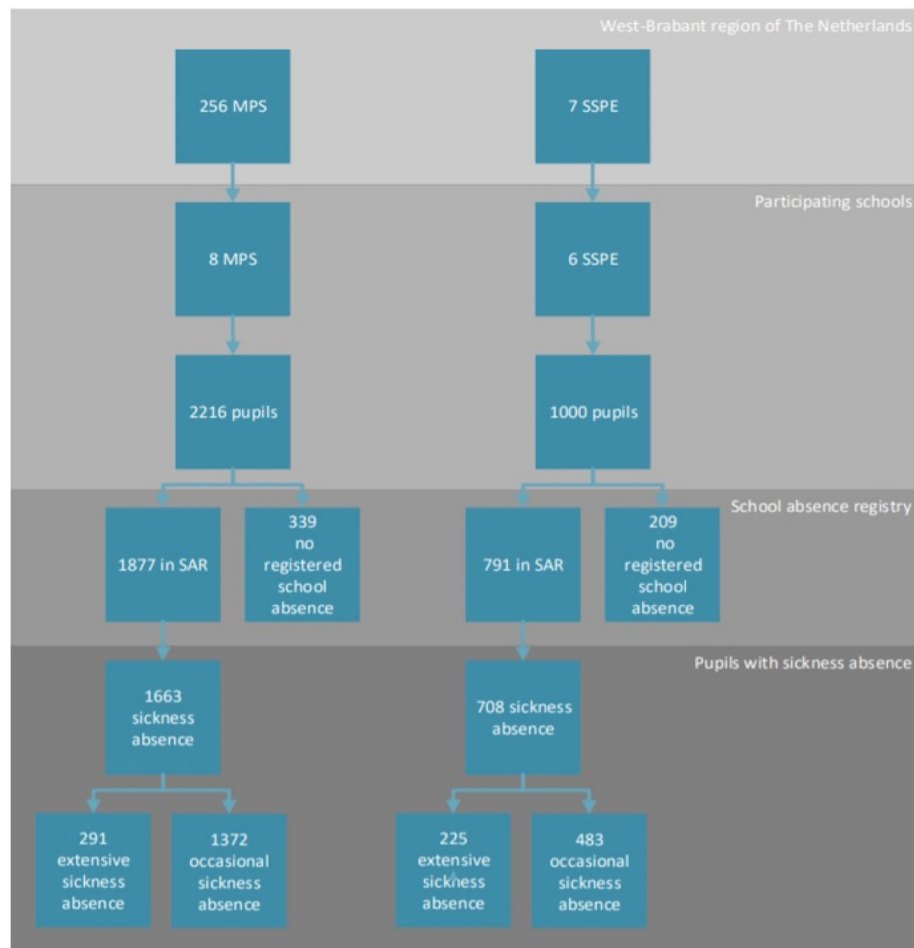 West-Brabant region of The Netherlands
256 MPS
7 SSPE
Participating schools
8 MPS
6 SSPE
2216 pupils
1000 pupils
School absence registry
1877 in SAR
339
no
registered
school
absence
791 in SAR
209
no
registered
school
absence
Pupils with sickness absence
1663
sickness
absence
708 sickness
absence
291
extensive
sickness
absence
1372
occasional
sickness
absence
225
extensive
sickness
absence
483
occasional
sickness
absence